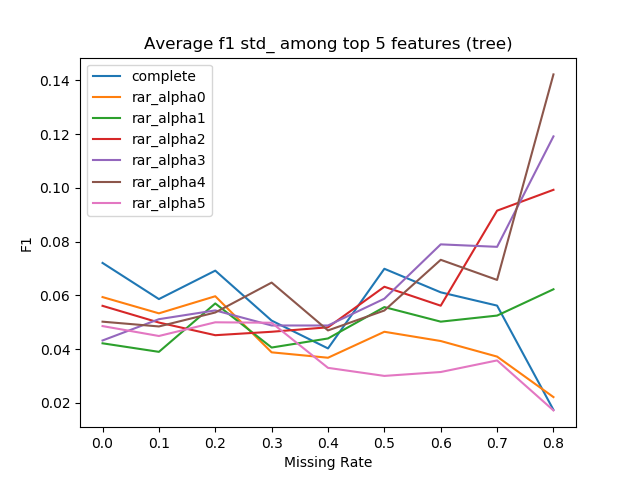 Average f1 std_ among top 5 features (tree)
complete
rar_alpha0
rar_alpha1
rar_alpha2
rar_alpha3
rar_alpha4
rar_alpha5
0.14
0.12
0.10
0.08
0.06
0.04
0.02
F1
0.0 0.1 0.2 0.3 0.4 0.5 0.6 0.7 0.8
Missing Rate